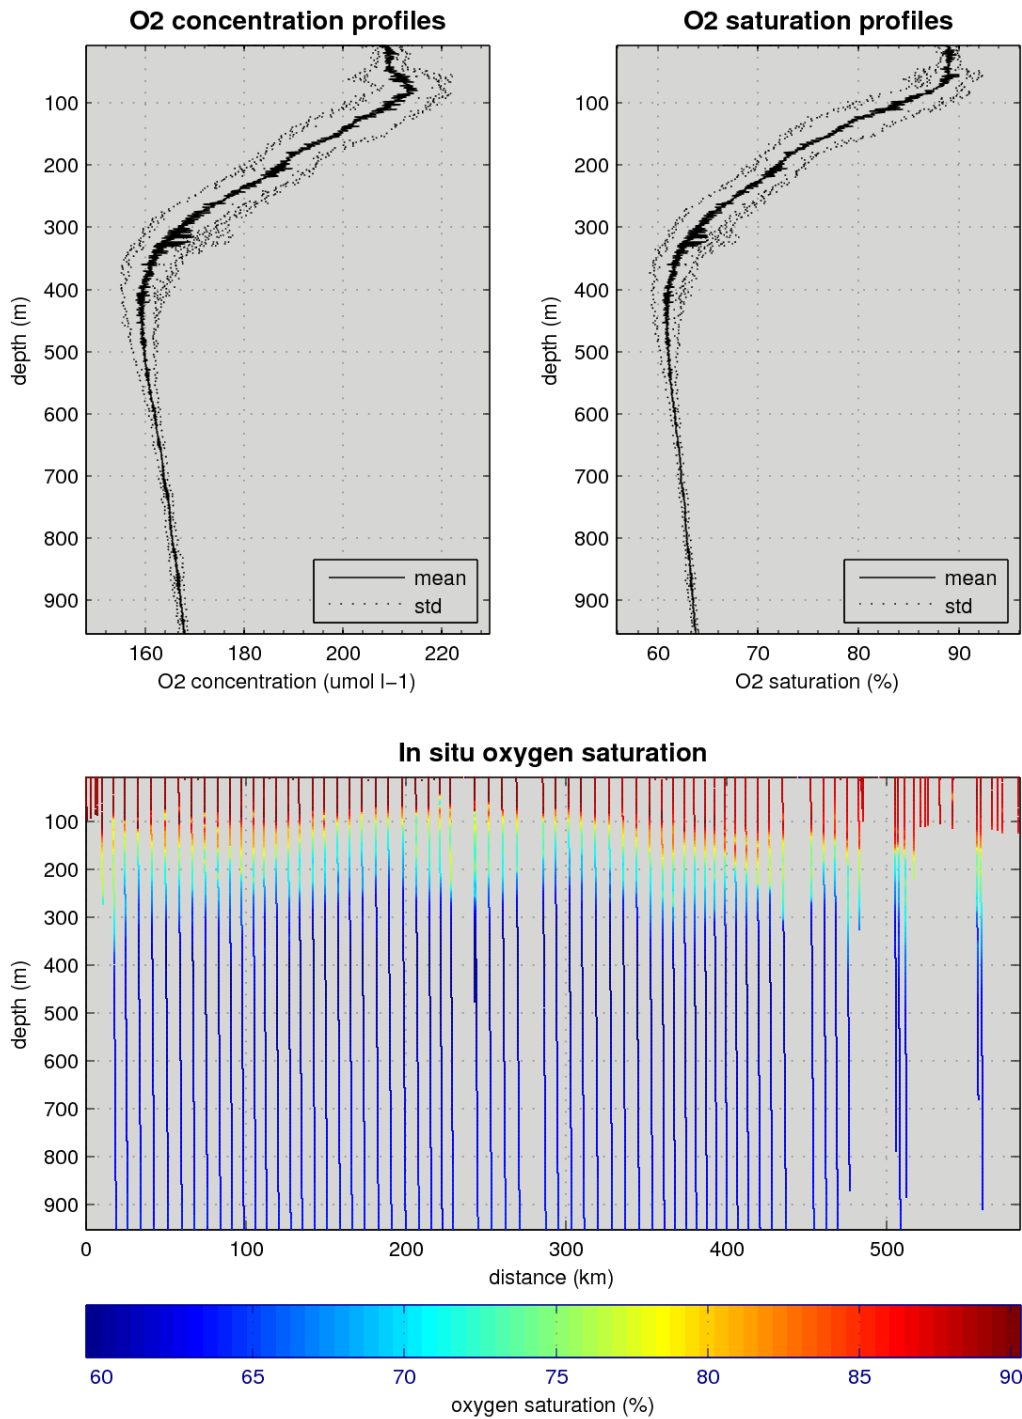 O2 concentration profiles
100
200
300
400
500
600
700
800
900
depth (m)
mean
std
160 180 200 220
O2 concentration (umol l−1)
O2 saturation profiles
100
200
300
400
500
600
700
800
900
depth (m)
mean
std
60 70 80 90
O2 saturation (%)
In situ oxygen saturation
100
200
300
400
500
600
700
800
900
depth (m)
0 100 200 300 400 500
distance (km)
60 65 70 75 80 85 90
oxygen saturation (%)